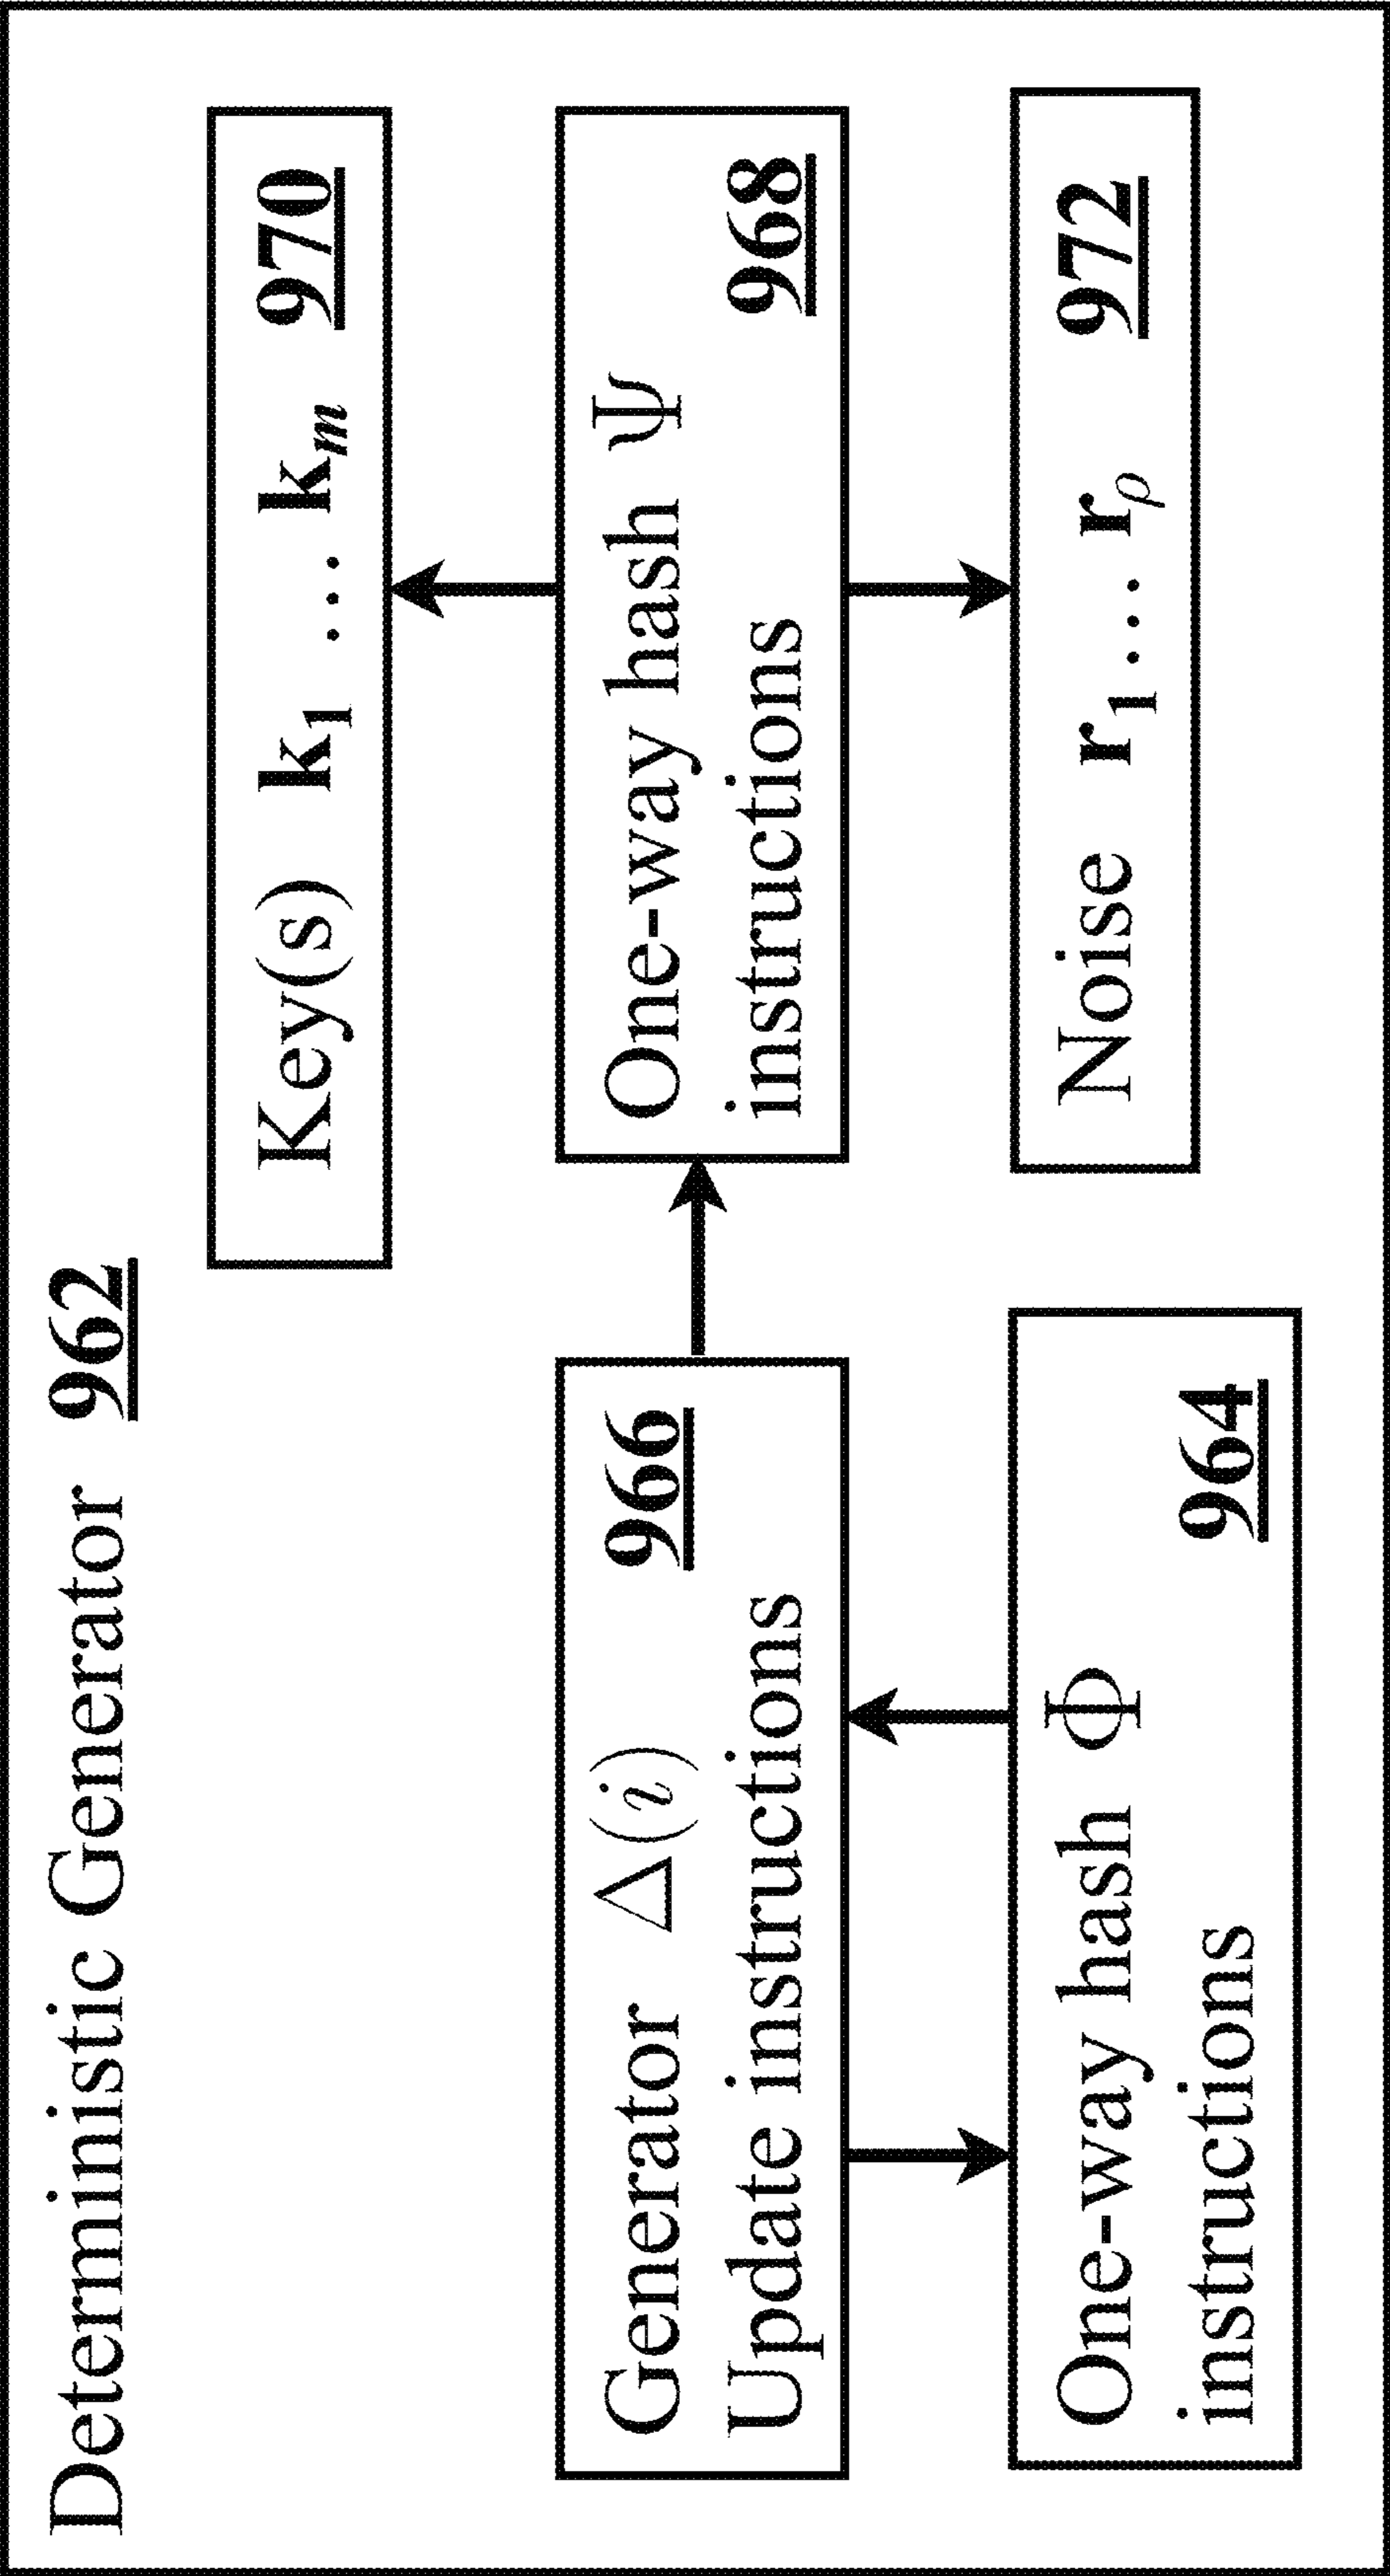 Deterministic Generator 962
Key(s) k₁ … kₘ 970
Generator Δ(i) 966
Update instructions
One-way hash Ψ
instructions 968
One-way hash Φ
instructions 964
Noise r₁ … rᵨ 972